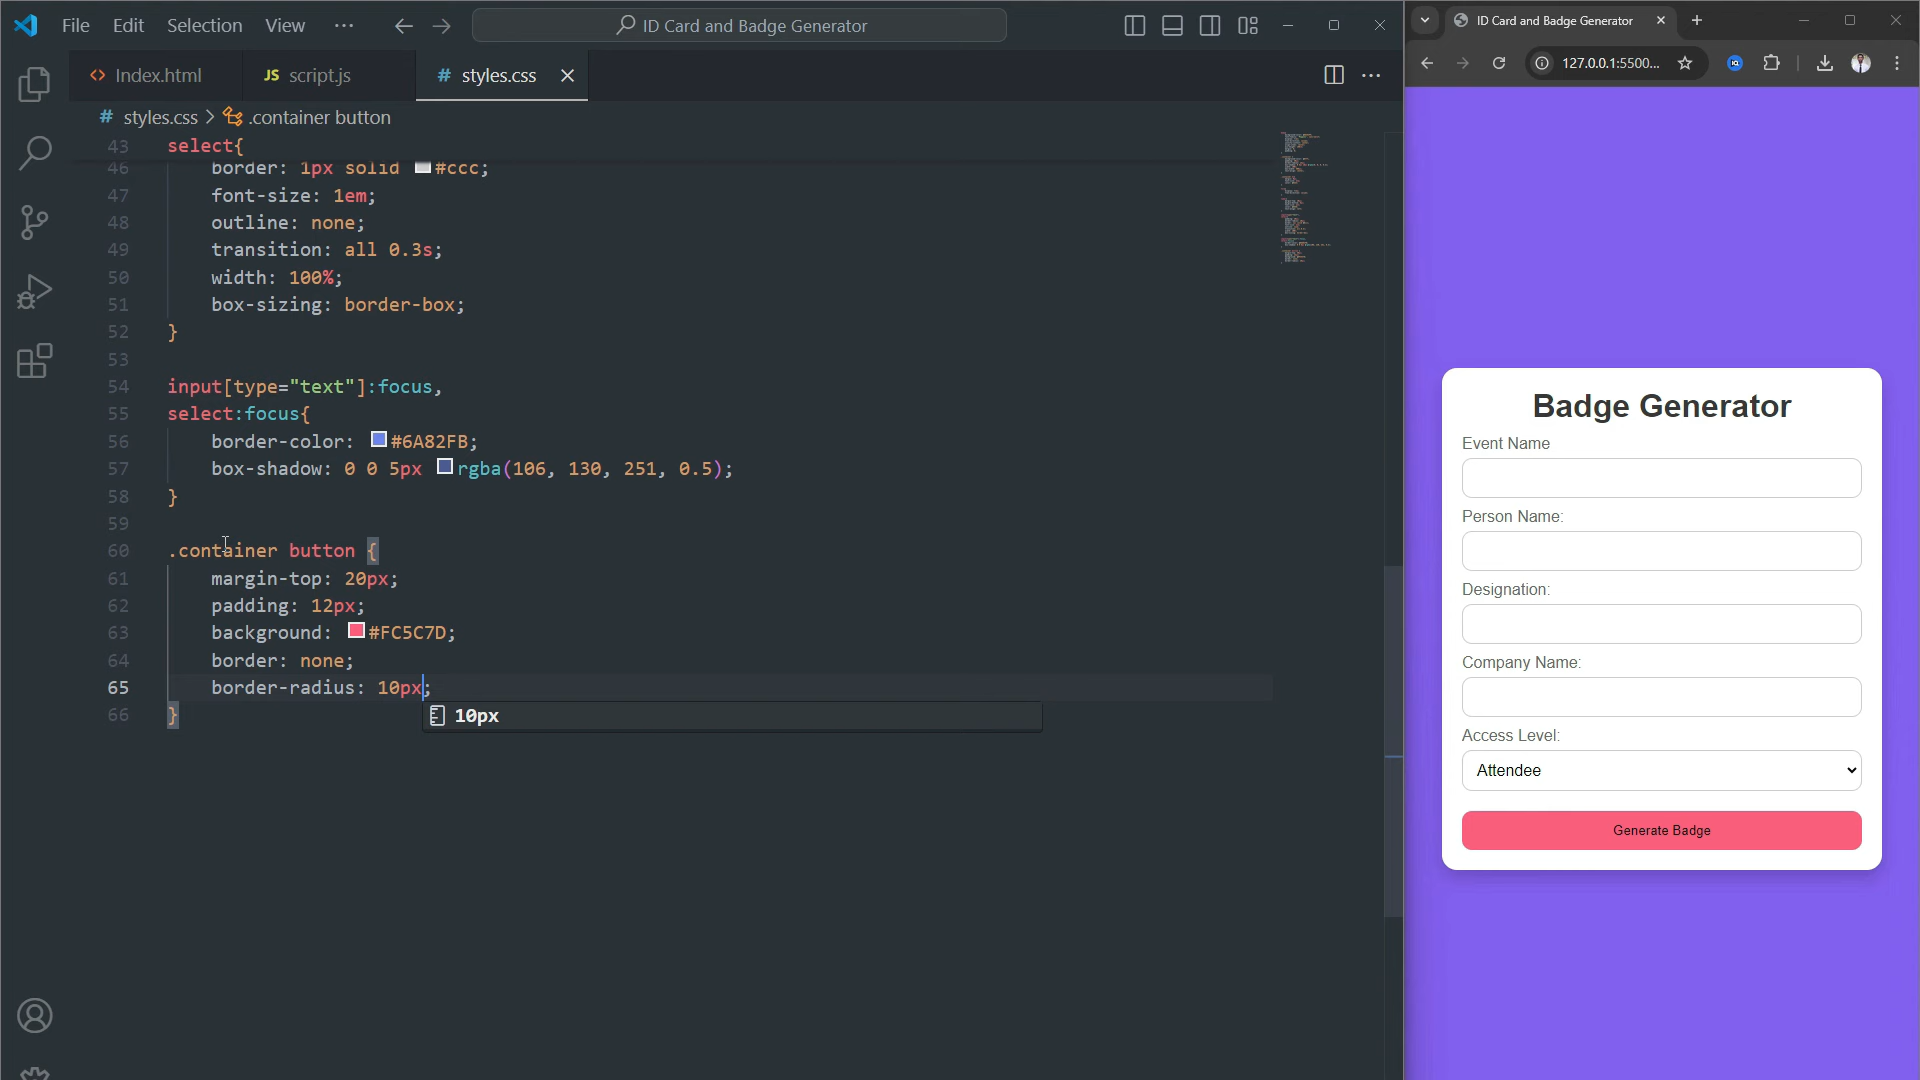 File Edit Selection View ··· ID Card and Badge Generator
Index.html JS script.js # styles.css
# styles.css > .container button
43 select{
46 border: 1px solid #ccc;
47 font-size: 1em;
48 outline: none;
49 transition: all 0.3s;
50 width: 100%;
51 box-sizing: border-box;
52 }
53
54 input[type="text"]:focus,
55 select:focus{
56 border-color: #6A82FB;
57 box-shadow: 0 0 5px rgba(106, 130, 251, 0.5);
58 }
59
60 .container button {
61 margin-top: 20px;
62 padding: 12px;
63 background: #FC5C7D;
64 border: none;
65 border-radius: 10px;
66 }
10px
ID Card and Badge Generator
127.0.0.1:5500...
Badge Generator
Event Name
Person Name:
Designation:
Company Name:
Access Level:
Attendee
Generate Badge